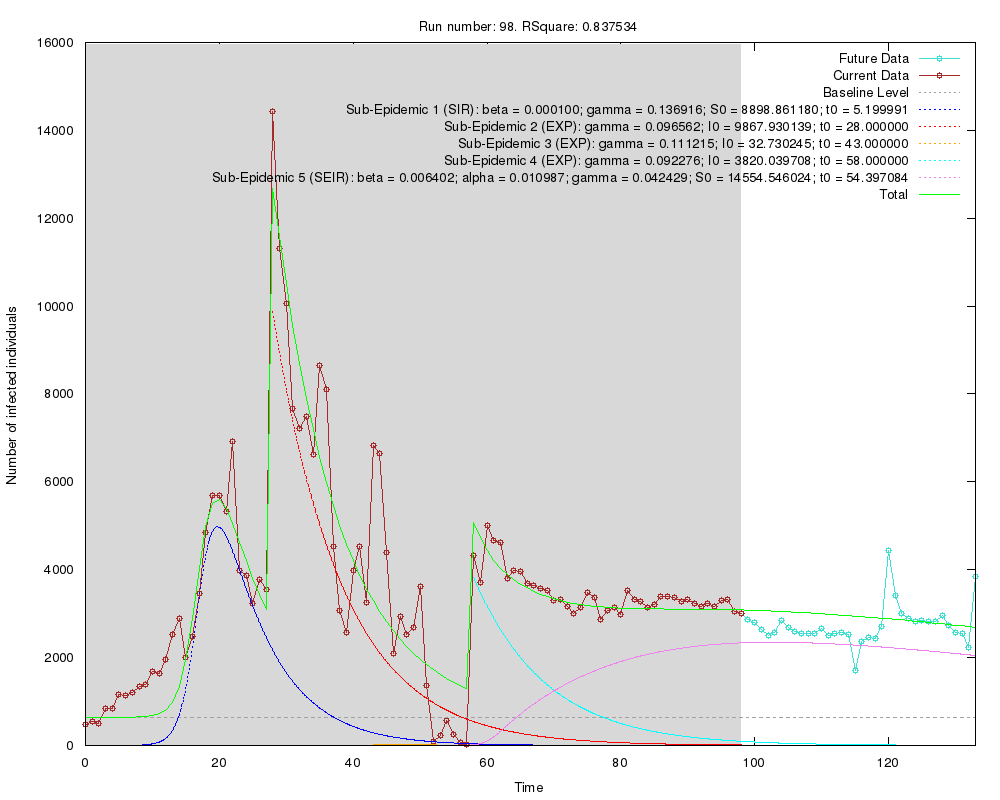 Run number: 98. RSquare: 0.837534
Future Data
Current Data
Baseline Level
Sub-Epidemic 1 (SIR): beta = 0.000100; gamma = 0.136916; S0 = 8898.861180; t0 = 5.199991
Sub-Epidemic 2 (EXP): gamma = 0.096562; I0 = 9867.930139; t0 = 28.000000
Sub-Epidemic 3 (EXP): gamma = 0.111215; I0 = 32.730245; t0 = 43.000000
Sub-Epidemic 4 (EXP): gamma = 0.092276; I0 = 3820.039708; t0 = 58.000000
Sub-Epidemic 5 (SEIR): beta = 0.006402; alpha = 0.010987; gamma = 0.042429; S0 = 14554.546024; t0 = 54.397084
Total
16000
14000
12000
10000
8000
6000
4000
2000
0
Number of infected individuals
0 20 40 60 80 100 120
Time